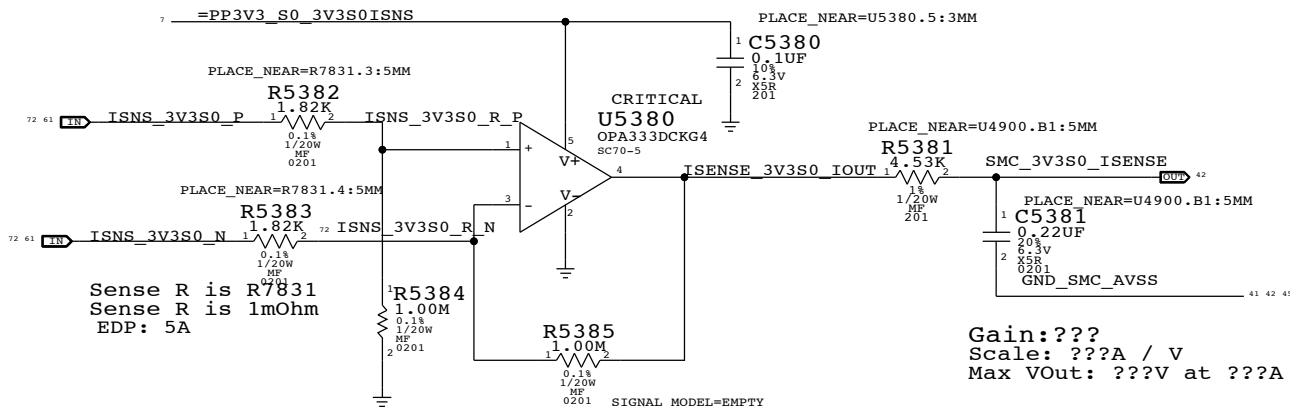 7 =PP3V3_S0_3V3S0ISNS
PLACE_NEAR=U5380.5:3MM
1 C5380
0.1UF
10%
6.3V
2 X5R
201
PLACE_NEAR=R7831.3:5MM
R5382
1.82K
72 61 IN ISNS_3V3S0_P 1 2 ISNS_3V3S0_R_P
0.1%
1/20W
MF
0201
CRITICAL
U5380
OPA333DCKG4
SC70-5
1 + 5 V+
4
3 - V- 2
PLACE_NEAR=U4900.B1:5MM
R5381
4.53K
ISENSE_3V3S0_IOUT 1 2 SMC_3V3S0_ISENSE OUT 42
1%
1/20W
MF
201
PLACE_NEAR=R7831.4:5MM
R5383
1.82K
72 61 IN ISNS_3V3S0_N 1 2 72 ISNS_3V3S0_R_N
0.1%
1/20W
MF
0201
PLACE_NEAR=U4900.B1:5MM
1 C5381
0.22UF
20%
6.3V
2 X5R
0201
GND_SMC_AVSS 41 42 45
Sense R is R7831
Sense R is 1mOhm
EDP: 5A
1 R5384
1.00M
0.1%
1/20W
MF
2 0201
R5385
1.00M
1 2
0.1%
1/20W
MF
0201
SIGNAL_MODEL=EMPTY
Gain:???
Scale: ???A / V
Max VOut: ???V at ???A